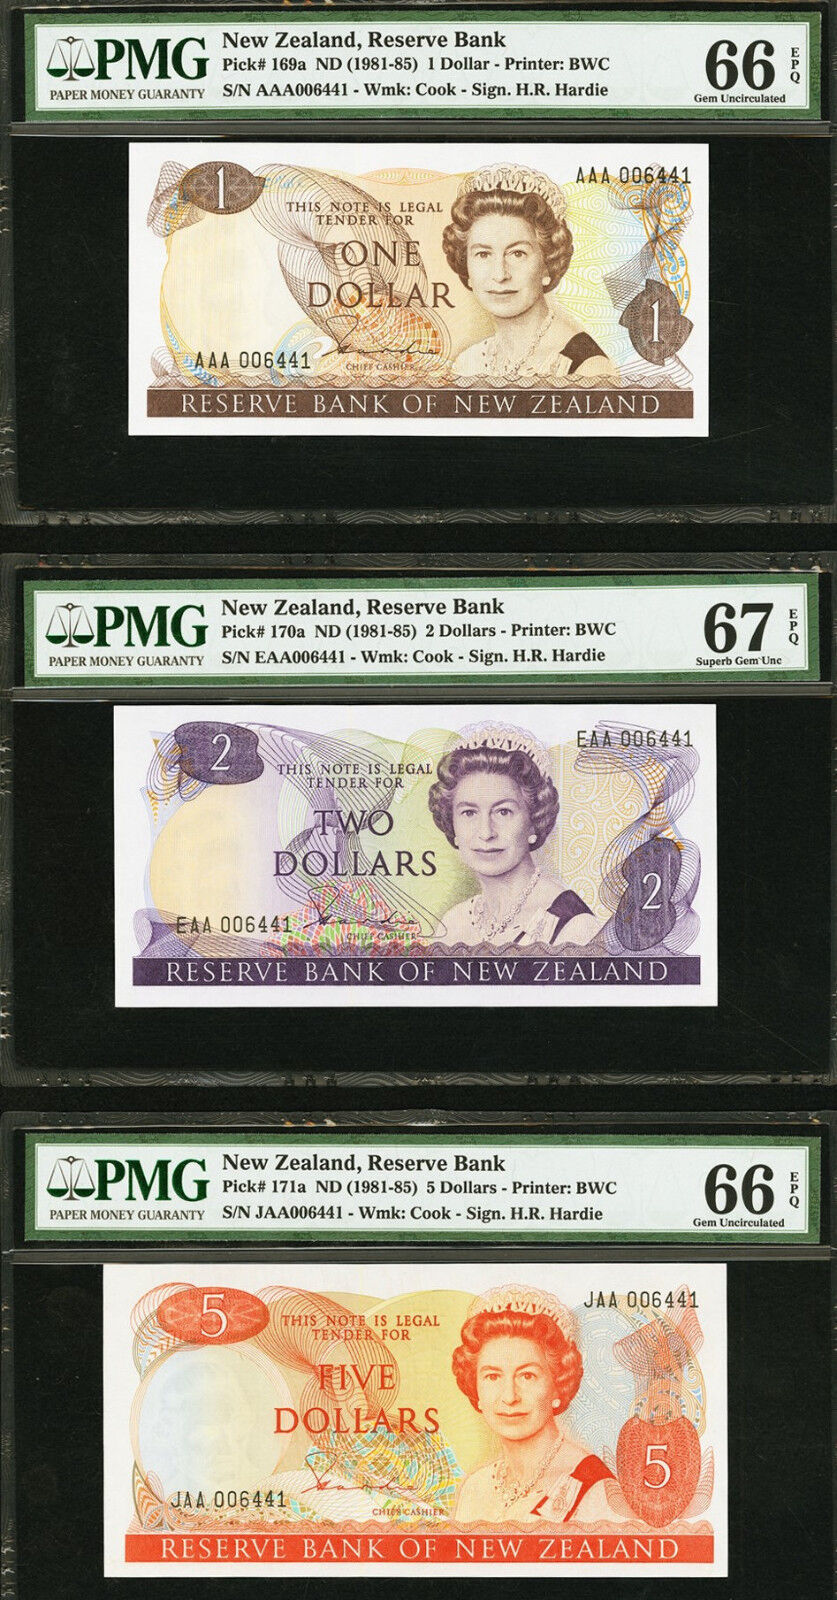 PMG
PAPER MONEY GUARANTY
New Zealand, Reserve Bank
Pick# 169a ND (1981-85) 1 Dollar - Printer: BWC
S/N AAA006441 - Wmk: Cook - Sign. H.R. Hardie
66
EPQ
Gem Uncirculated
1
AAA 006441
THIS NOTE IS LEGAL
TENDER FOR
ONE
DOLLAR
1
AAA 006441
Hardie
CHIEF CASHIER
RESERVE BANK OF NEW ZEALAND
PMG
PAPER MONEY GUARANTY
New Zealand, Reserve Bank
Pick# 170a ND (1981-85) 2 Dollars - Printer: BWC
S/N EAA006441 - Wmk: Cook - Sign. H.R. Hardie
67
EPQ
Superb Gem Unc
2
EAA 006441
THIS NOTE IS LEGAL
TENDER FOR
TWO
DOLLARS
2
EAA 006441
Hardie
CHIEF CASHIER
RESERVE BANK OF NEW ZEALAND
PMG
PAPER MONEY GUARANTY
New Zealand, Reserve Bank
Pick# 171a ND (1981-85) 5 Dollars - Printer: BWC
S/N JAA006441 - Wmk: Cook - Sign. H.R. Hardie
66
EPQ
Gem Uncirculated
5
JAA 006441
THIS NOTE IS LEGAL
TENDER FOR
FIVE
DOLLARS
5
JAA 006441
Hardie
CHIEF CASHIER
RESERVE BANK OF NEW ZEALAND